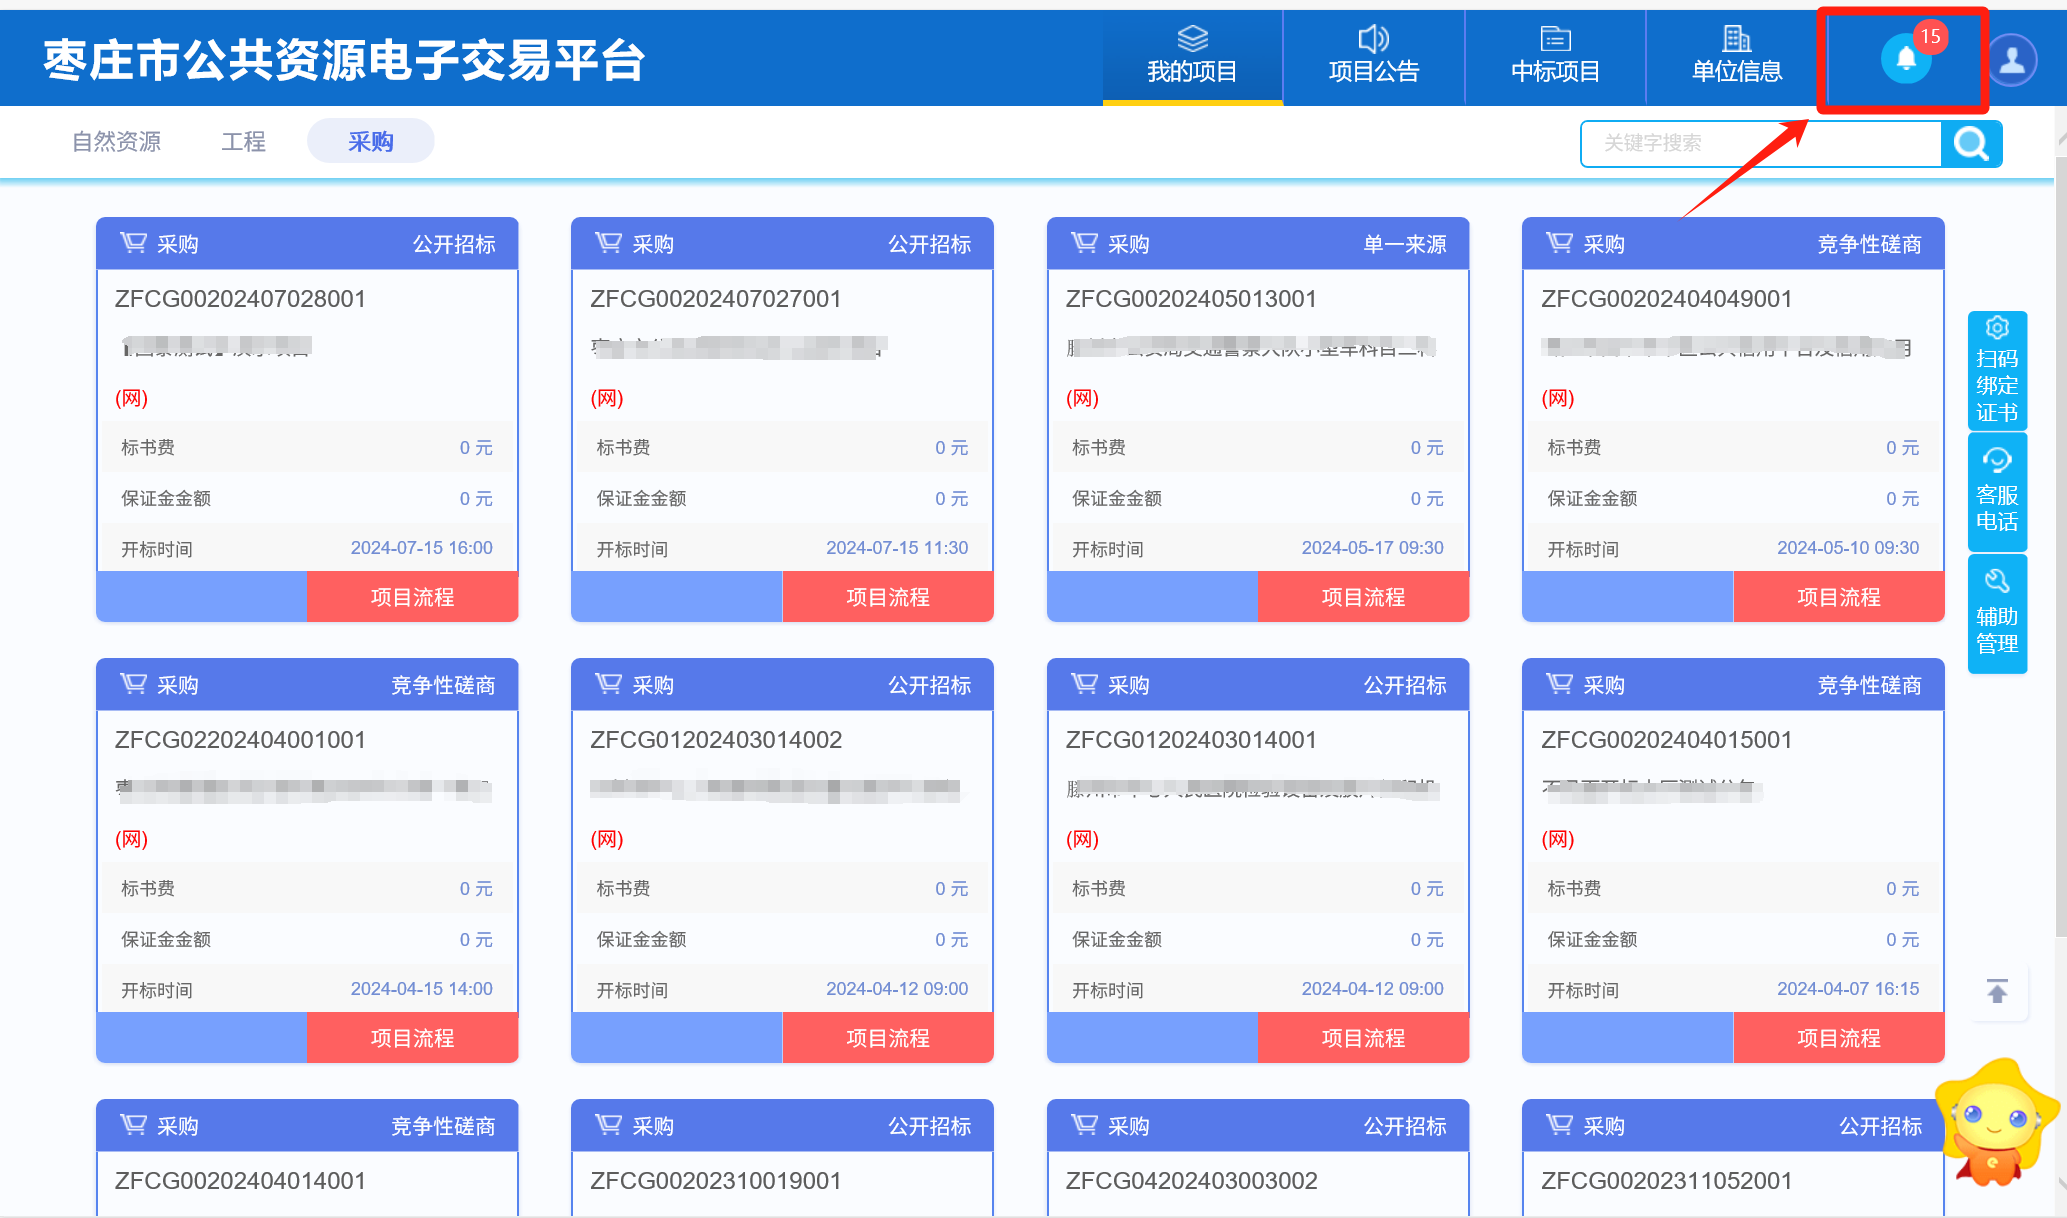 枣庄市公共资源电子交易平台
我的项目 项目公告 中标项目 单位信息 15
自然资源 工程 采购 关键字搜索
采购 公开招标 采购 公开招标 采购 单一来源 采购 竞争性磋商
ZFCG00202407028001 ZFCG00202407027001 ZFCG00202405013001 ZFCG00202404049001
(网) (网) (网) (网)
标书费 0 元 标书费 0 元 标书费 0 元 标书费 0 元
保证金金额 0 元 保证金金额 0 元 保证金金额 0 元 保证金金额 0 元
开标时间 2024-07-15 16:00 开标时间 2024-07-15 11:30 开标时间 2024-05-17 09:30 开标时间 2024-05-10 09:30
项目流程 项目流程 项目流程 项目流程
扫码
绑定
证书
客服
电话
辅助
管理
采购 竞争性磋商 采购 公开招标 采购 公开招标 采购 竞争性磋商
ZFCG02202404001001 ZFCG01202403014002 ZFCG01202403014001 ZFCG00202404015001
(网) (网) (网) (网)
标书费 0 元 标书费 0 元 标书费 0 元 标书费 0 元
保证金金额 0 元 保证金金额 0 元 保证金金额 0 元 保证金金额 0 元
开标时间 2024-04-15 14:00 开标时间 2024-04-12 09:00 开标时间 2024-04-12 09:00 开标时间 2024-04-07 16:15
项目流程 项目流程 项目流程 项目流程
采购 竞争性磋商 采购 公开招标 采购 公开招标 采购 公开招标
ZFCG00202404014001 ZFCG00202310019001 ZFCG04202403003002 ZFCG00202311052001